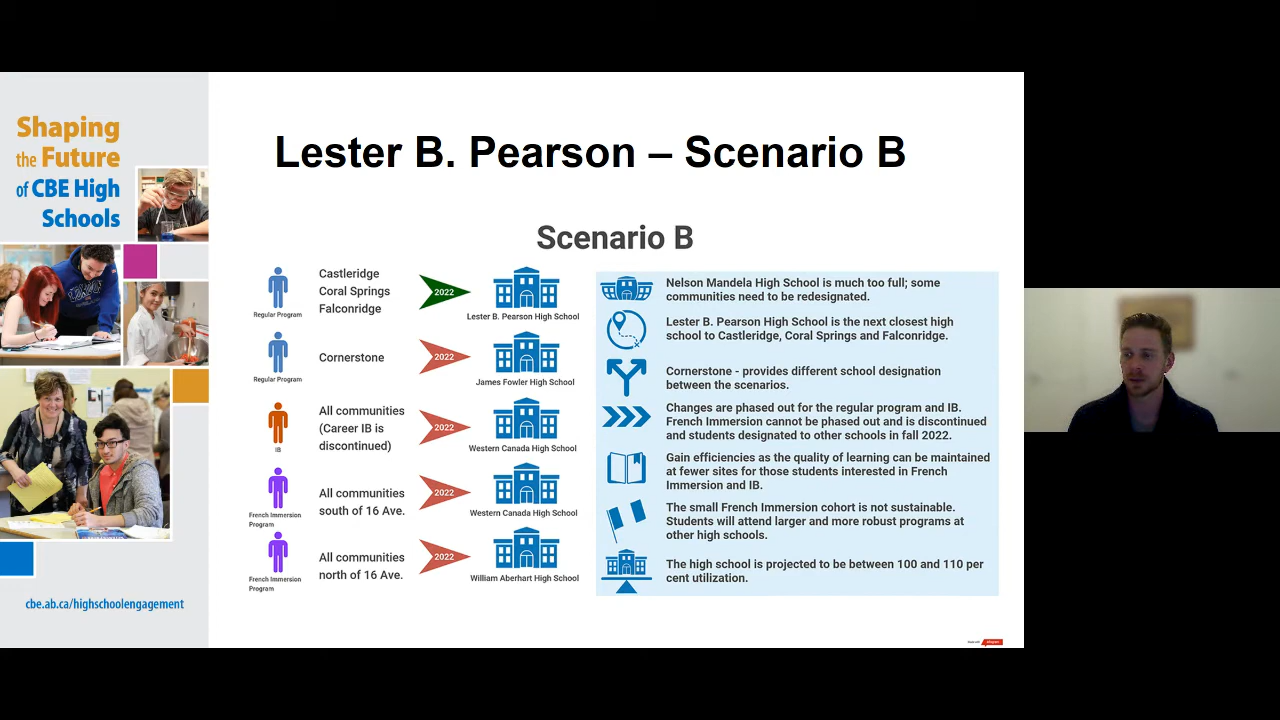 Shaping
the Future
of CBE High
Schools
cbe.ab.ca/highschoolengagement
Lester B. Pearson – Scenario B
Scenario B
Regular Program
Castleridge
Coral Springs
Falconridge
2022
Lester B. Pearson High School
Regular Program
Cornerstone
2022
James Fowler High School
IB
All communities
(Career IB is
discontinued)
2022
Western Canada High School
French Immersion
Program
All communities
south of 16 Ave.
2022
Western Canada High School
French Immersion
Program
All communities
north of 16 Ave.
2022
William Aberhart High School
Nelson Mandela High School is much too full; some
communities need to be redesignated.
Lester B. Pearson High School is the next closest high
school to Castleridge, Coral Springs and Falconridge.
Cornerstone - provides different school designation
between the scenarios.
Changes are phased out for the regular program and IB.
French Immersion cannot be phased out and is discontinued
and students designated to other schools in fall 2022.
Gain efficiencies as the quality of learning can be maintained
at fewer sites for those students interested in French
Immersion and IB.
The small French Immersion cohort is not sustainable.
Students will attend larger and more robust programs at
other high schools.
The high school is projected to be between 100 and 110 per
cent utilization.